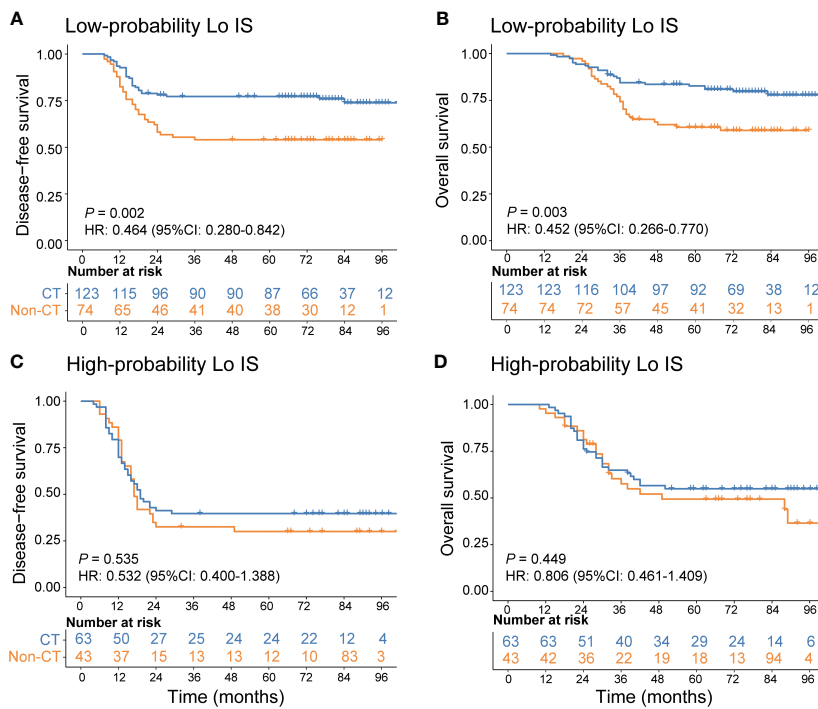 A
Low-probability Lo IS
Disease-free survival
1.00
0.75
0.50
0.25
0.00
P = 0.002
HR: 0.464 (95%CI: 0.280-0.842)
0 12 24 36 48 60 72 84 96
Number at risk
CT 123 115 96 90 90 87 66 37 12
Non-CT 74 65 46 41 40 38 30 12 1
0 12 24 36 48 60 72 84 96
B
Low-probability Lo IS
Overall survival
1.00
0.75
0.50
0.25
0.00
P = 0.003
HR: 0.452 (95%CI: 0.266-0.770)
0 12 24 36 48 60 72 84 96
Number at risk
123 123 116 104 97 92 69 38 12
74 74 72 57 45 41 32 13 1
0 12 24 36 48 60 72 84 96
C
High-probability Lo IS
Disease-free survival
1.00
0.75
0.50
0.25
0.00
P = 0.535
HR: 0.532 (95%CI: 0.400-1.388)
0 12 24 36 48 60 72 84 96
Number at risk
CT 63 50 27 25 24 24 22 12 4
Non-CT 43 37 15 13 13 12 10 83 3
0 12 24 36 48 60 72 84 96
Time (months)
D
High-probability Lo IS
Overall survival
1.00
0.75
0.50
0.25
0.00
P = 0.449
HR: 0.806 (95%CI: 0.461-1.409)
0 12 24 36 48 60 72 84 96
Number at risk
63 63 51 40 34 29 24 14 6
43 42 36 22 19 18 13 94 4
0 12 24 36 48 60 72 84 96
Time (months)